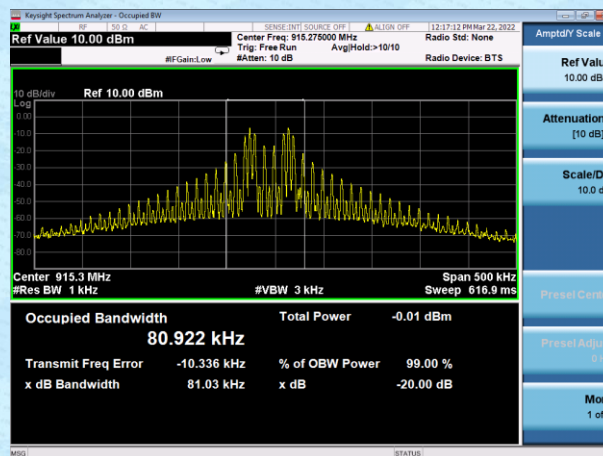 Keysight Spectrum Analyzer - Occupied BW
RF 50 Ω AC SENSE:INT SOURCE OFF ALIGN OFF 12:17:12 PM Mar 22, 2022
Ref Value 10.00 dBm Center Freq: 915.275000 MHz Radio Std: None
Trig: Free Run Avg|Hold:>10/10
#IFGain:Low #Atten: 10 dB Radio Device: BTS
Amptd/Y Scale
Ref Valu
10.00 dB
Attenuation
[10 dB]
Scale/D
10.0 d
Presel Cent
Presel Adju
0
Mor
1 of
10 dB/div Ref 10.00 dBm
Log
0.00
-10.0
-20.0
-30.0
-40.0
-50.0
-60.0
-70.0
-80.0
Center 915.3 MHz Span 500 kHz
#Res BW 1 kHz #VBW 3 kHz Sweep 616.9 ms
Occupied Bandwidth Total Power -0.01 dBm
80.922 kHz
Transmit Freq Error -10.336 kHz % of OBW Power 99.00 %
x dB Bandwidth 81.03 kHz x dB -20.00 dB
MSG STATUS